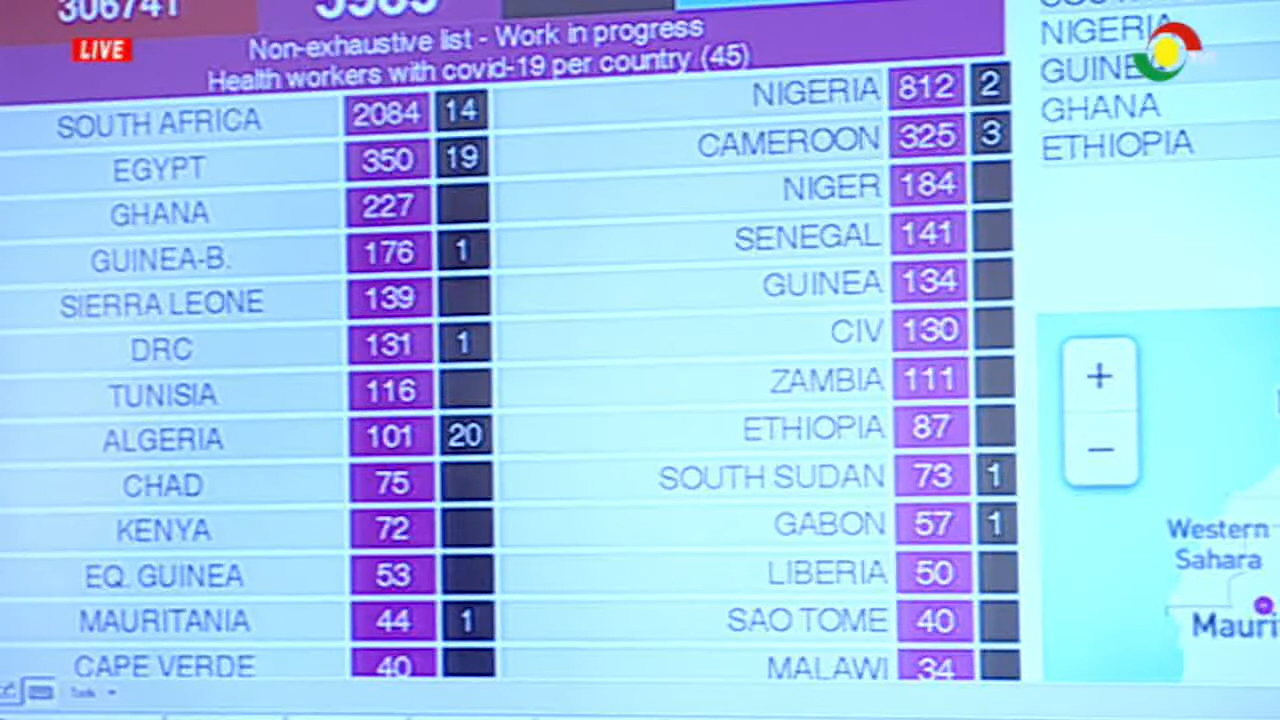 306741
5989
LIVE
Non-exhaustive list - Work in progress
Health workers with covid-19 per country (45)
SOUTH AFRICA 2084 14
EGYPT 350 19
GHANA 227
GUINEA-B. 176 1
SIERRA LEONE 139
DRC 131 1
TUNISIA 116
ALGERIA 101 20
CHAD 75
KENYA 72
EQ. GUINEA 53
MAURITANIA 44 1
CAPE VERDE 40
NIGERIA 812 2
CAMEROON 325 3
NIGER 184
SENEGAL 141
GUINEA 134
CIV 130
ZAMBIA 111
ETHIOPIA 87
SOUTH SUDAN 73 1
GABON 57 1
LIBERIA 50
SAO TOME 40
MALAWI 34
NIGERIA
GUINE
GHANA
ETHIOPIA
+
−
Western
Sahara
Mauri